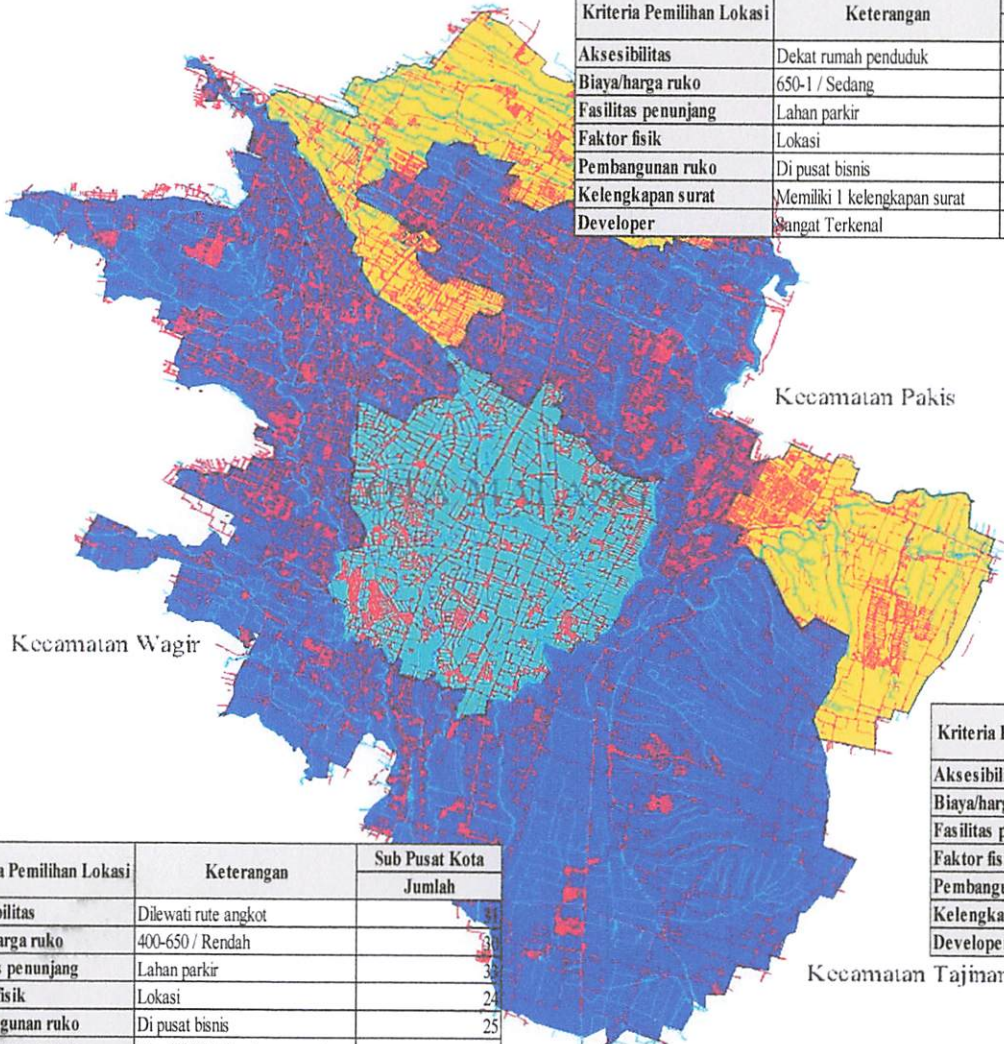 Kriteria Pemilihan Lokasi Keterangan
Aksesibilitas Dekat rumah penduduk
Biaya/harga ruko 650-1 / Sedang
Fasilitas penunjang Lahan parkir
Faktor fisik Lokasi
Pembangunan ruko Di pusat bisnis
Kelengkapan surat Memiliki 1 kelengkapan surat
Developer Sangat Terkenal
Kecamatan Pakis
Kecamatan Wagir
Kriteria
Aksesibil
Biaya/harg
Fasilitas p
Faktor fis
Pembangu
Kelengka
Develope
a Pemilihan Lokasi Keterangan Sub Pusat Kota
Jumlah
bilitas Dilewati rute angkot 31
arga ruko 400-650 / Rendah 30
s penunjang Lahan parkir 33
fisik Lokasi 24
gunan ruko Di pusat bisnis 25
Kecamatan Tajinan